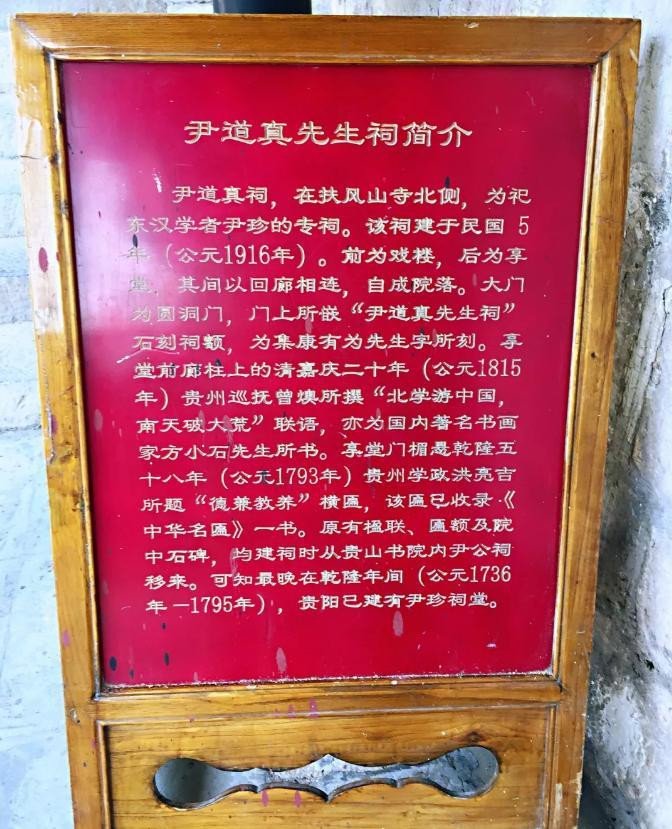 尹道真先生祠简介
尹道真祠，在扶风山寺北侧，为祀
东汉学者尹珍的专祠。该祠建于民国 5
年（公元1916年）。前为戏楼，后为享
堂，其间以回廊相连，自成院落。大门
为圆洞门，门上所嵌“尹道真先生祠”
石刻祠额，为集康有为先生字所刻。享
堂前廊柱上的清嘉庆二十年（公元1815
年）贵州巡抚曾燠所撰“北学游中国，
南天破大荒”联语，亦为国内著名书画
家方小石先生所书。享堂门楣悬乾隆五
十八年（公元1793年）贵州学政洪亮吉
所题“德兼教养”横匾，该匾已收录《
中华名匾》一书。原有楹联、匾额及院
中石碑，均建祠时从贵山书院内尹公祠
移来。可知最晚在乾隆年间（公元1736
年－1795年），贵阳已建有尹珍祠堂。